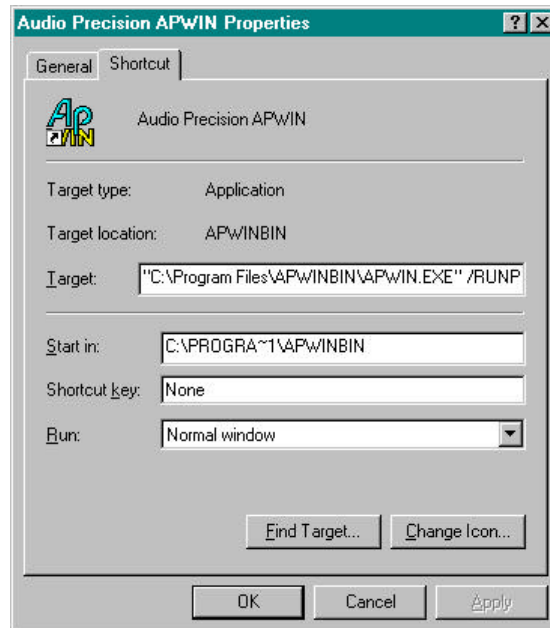 Audio Precision APWIN Properties
General Shortcut
Ap WIN
Audio Precision APWIN
Target type: Application
Target location: APWINBIN
Target: "C:\Program Files\APWINBIN\APWIN.EXE" /RUNP
Start in: C:\PROGRA~1\APWINBIN
Shortcut key: None
Run: Normal window
Find Target... Change Icon...
OK Cancel Apply